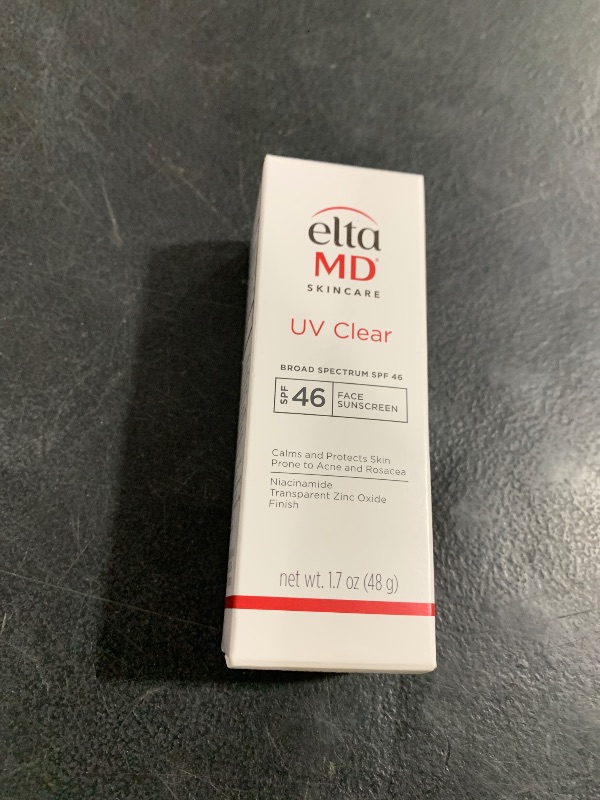 elta
MD®
SKINCARE
UV Clear
BROAD SPECTRUM SPF 46
SPF 46 FACE
SUNSCREEN
Calms and Protects Skin
Prone to Acne and Rosacea
Niacinamide
Transparent Zinc Oxide
Finish
net wt. 1.7 oz (48 g)